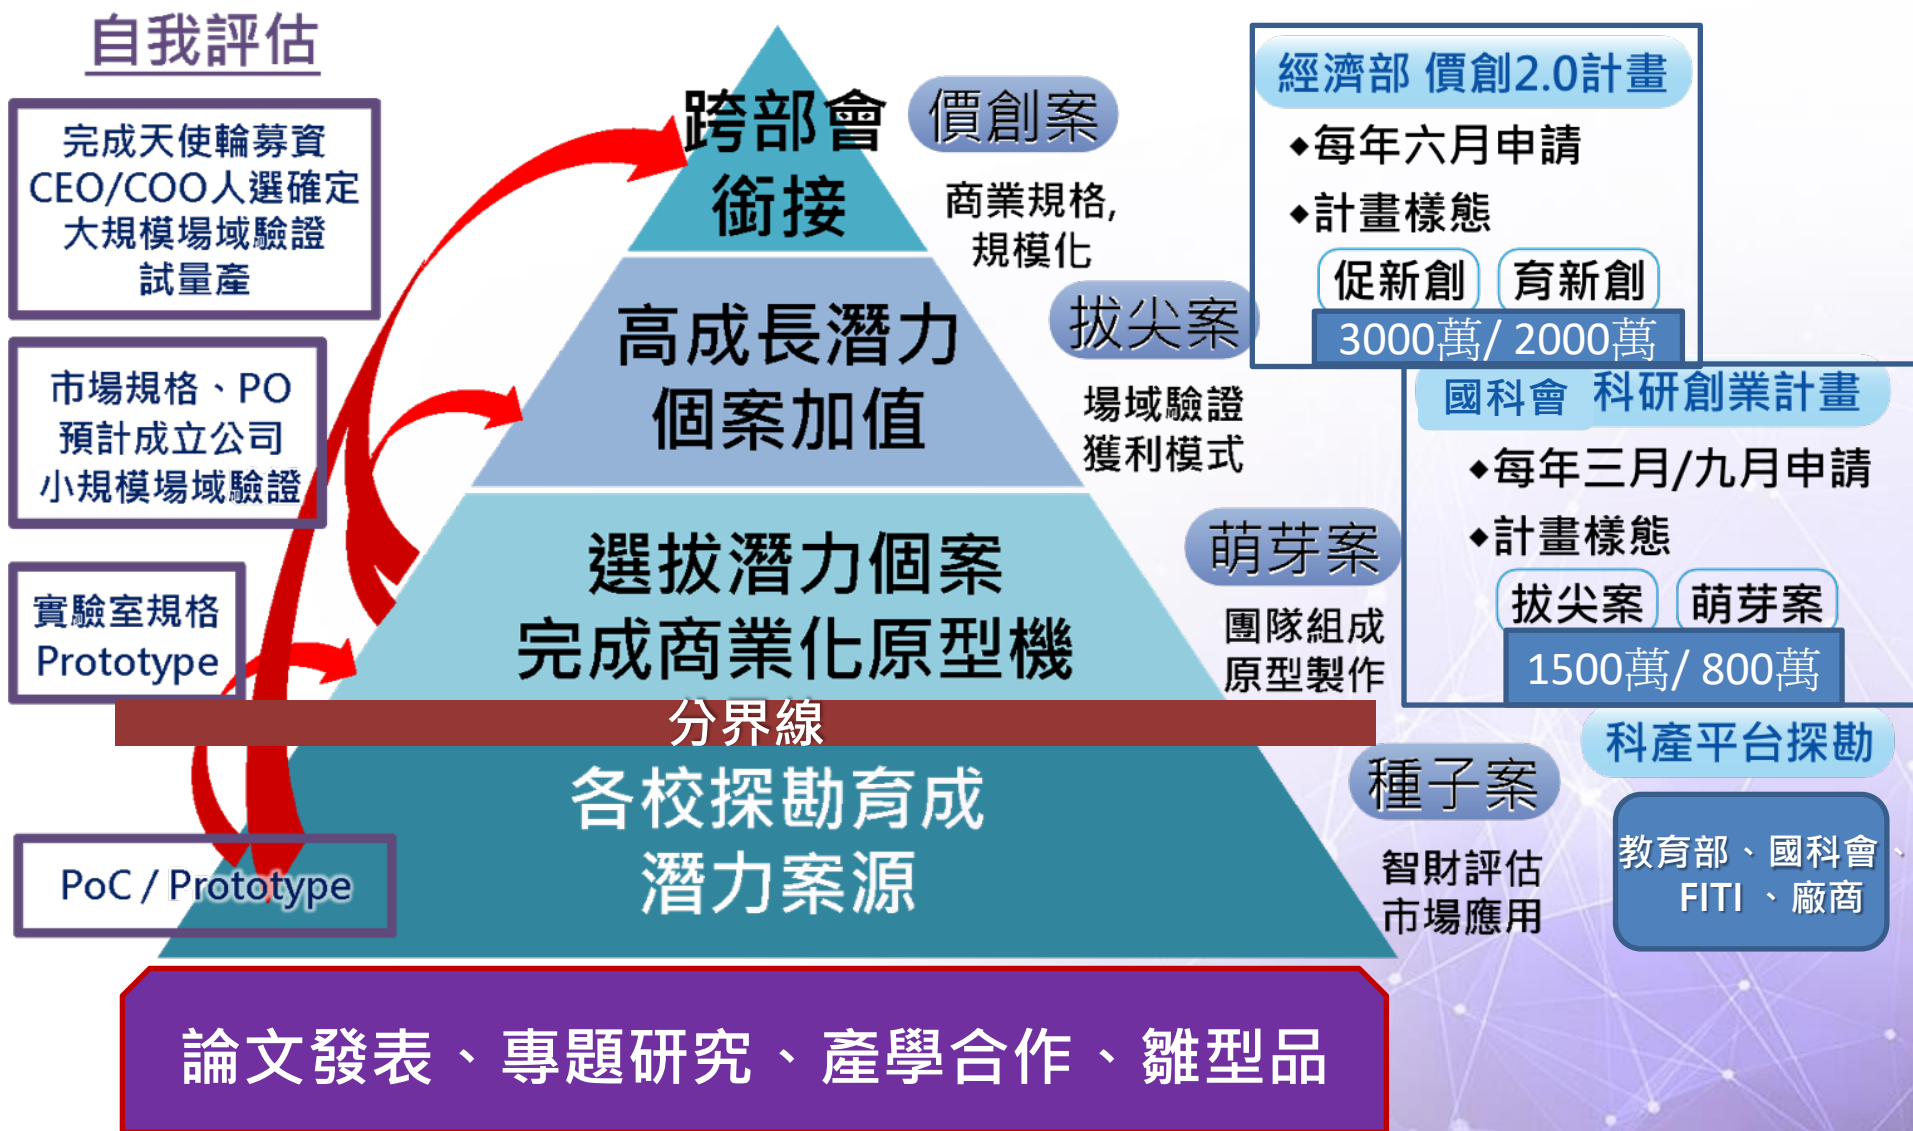 自我評估
完成天使輪募資
CEO/COO人選確定
大規模場域驗證
試量產
市場規格、PO
預計成立公司
小規模場域驗證
實驗室規格
Prototype
PoC / Prototype
跨部會
銜接
高成長潛力
個案加值
選拔潛力個案
完成商業化原型機
分界線
各校探勘育成
潛力案源
論文發表、專題研究、產學合作、雛型品
價創案
商業規格,
規模化
拔尖案
場域驗證
獲利模式
萌芽案
團隊組成
原型製作
種子案
智財評估
市場應用
經濟部 價創2.0計畫
◆每年六月申請
◆計畫樣態
促新創 育新創
3000萬/ 2000萬
國科會 科研創業計畫
◆每年三月/九月申請
◆計畫樣態
拔尖案 萌芽案
1500萬/ 800萬
科產平台探勘
教育部、國科會、
FITI 、廠商